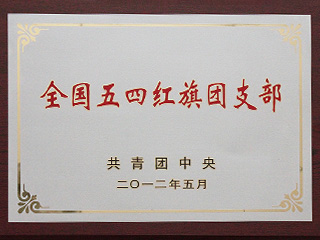 全国五四红旗团支部
共青团中央
二〇一二年五月